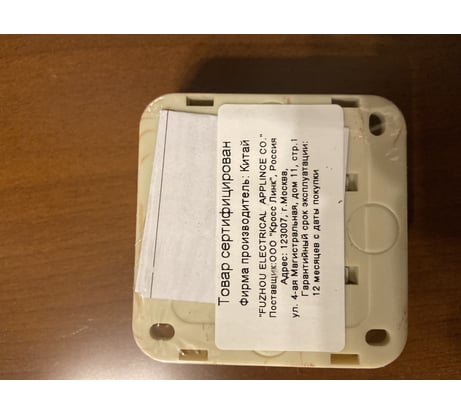 Товар сертифицирован
Фирма производитель: Китай
"FUZHOU ELECTRICAL APPLINCE CO."
Поставщик:ООО "Кросс Линк", Россия
Адрес: 123007, г.Москва,
ул. 4-ая Магистральная, дом 11, стр.1
Гарантийный срок эксплуатации:
12 месяцев с даты покупки